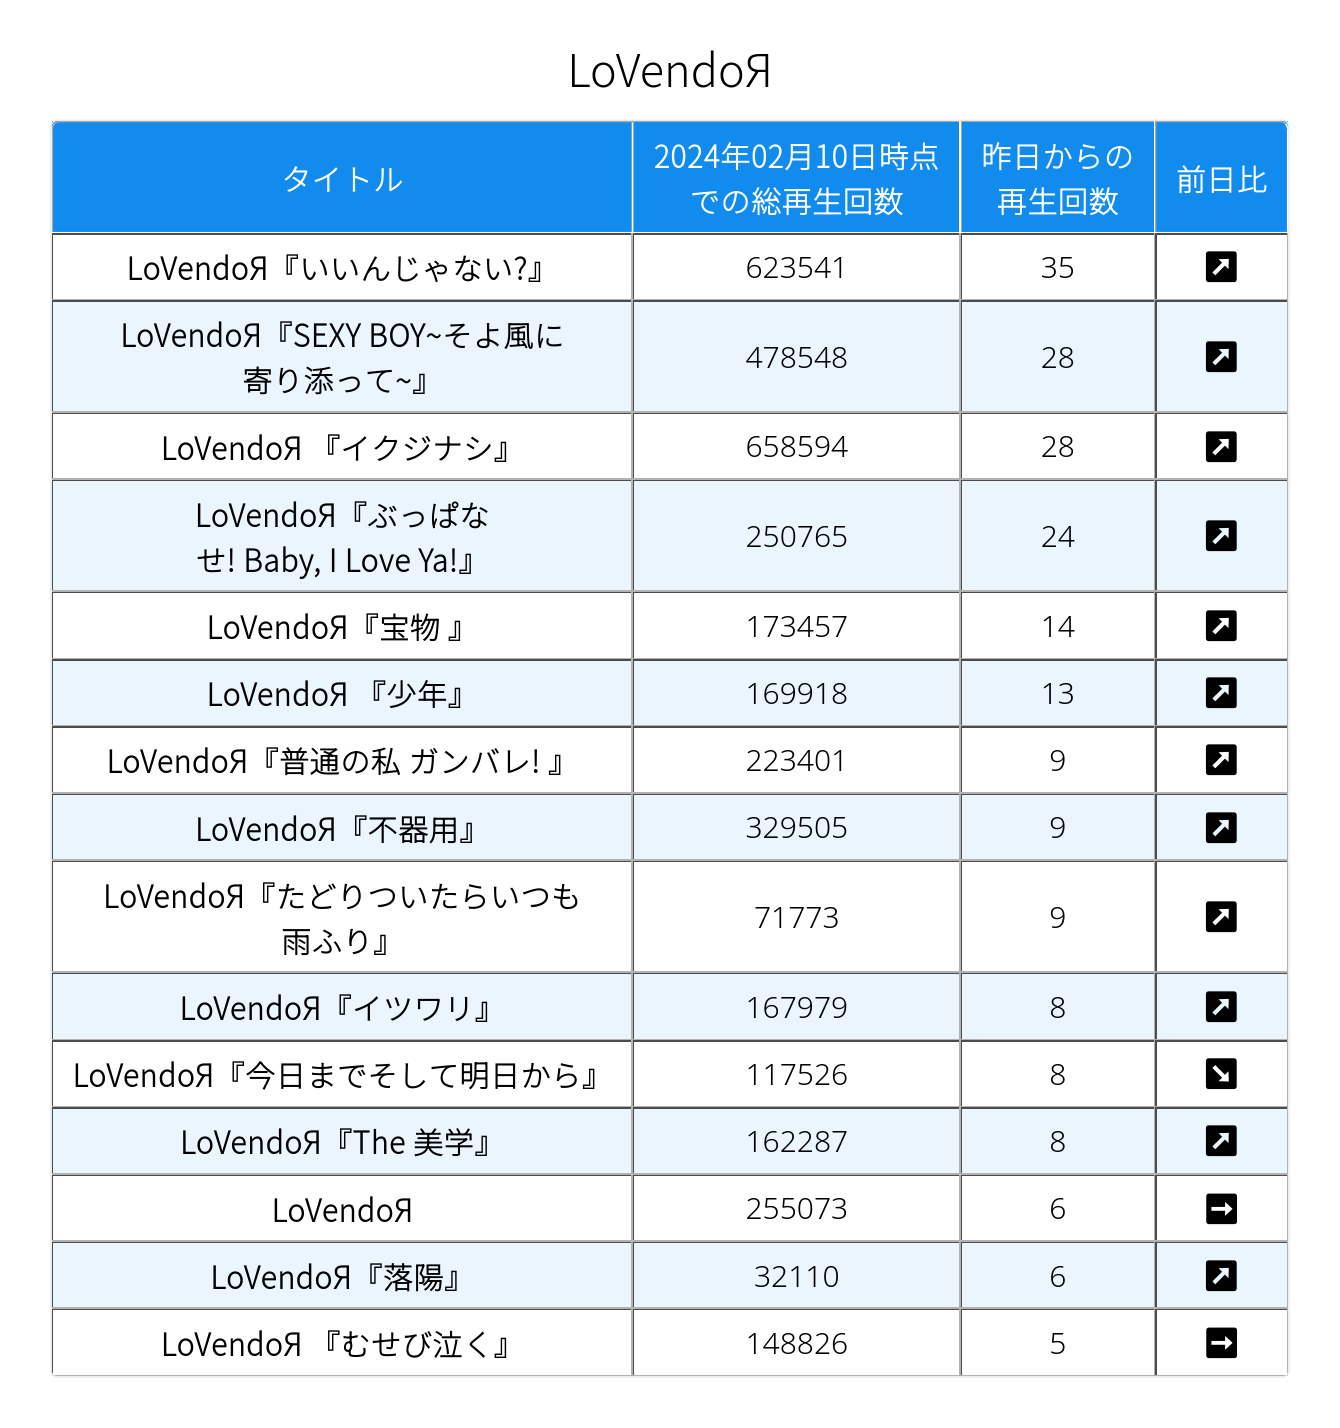 LoVendoЯ
タイトル
2024年02月10日時点
での総再生回数
昨日からの
再生回数
前日比
LoVendoЯ『いいんじゃない?』
623541
35
LoVendoЯ『SEXY BOY~そよ風に
寄り添って~』
478548
28
LoVendoЯ 『イクジナシ』
658594
28
LoVendoЯ『ぶっぱな
せ! Baby, I Love Ya!』
250765
24
LoVendoЯ『宝物 』
173457
14
LoVendoЯ 『少年』
169918
13
LoVendoЯ『普通の私 ガンバレ! 』
223401
9
LoVendoЯ『不器用』
329505
9
LoVendoЯ『たどりついたらいつも
雨ふり』
71773
9
LoVendoЯ『イツワリ』
167979
8
LoVendoЯ『今日までそして明日から』
117526
8
LoVendoЯ『The 美学』
162287
8
LoVendoЯ
255073
6
LoVendoЯ『落陽』
32110
6
LoVendoЯ 『むせび泣く』
148826
5